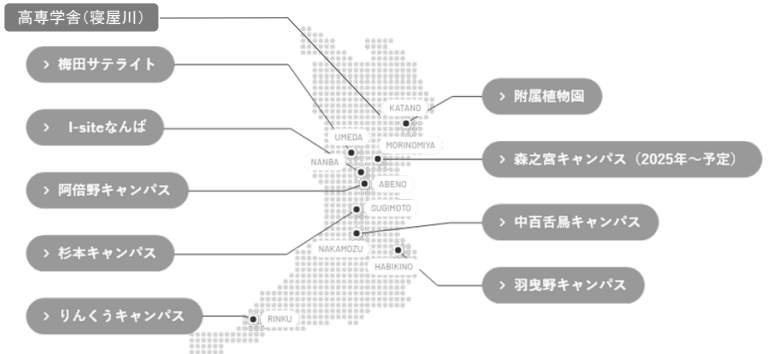 高専学舎(寝屋川)
› 梅田サテライト
› I-siteなんば
› 阿倍野キャンパス
› 杉本キャンパス
› りんくうキャンパス
KATANO
UMEDA
MORINOMIYA
NANBA
ABENO
SUGIMOTO
NAKAMOZU
HABIKINO
RINKU
› 附属植物園
› 森之宮キャンパス(2025年~予定)
› 中百舌鳥キャンパス
› 羽曳野キャンパス